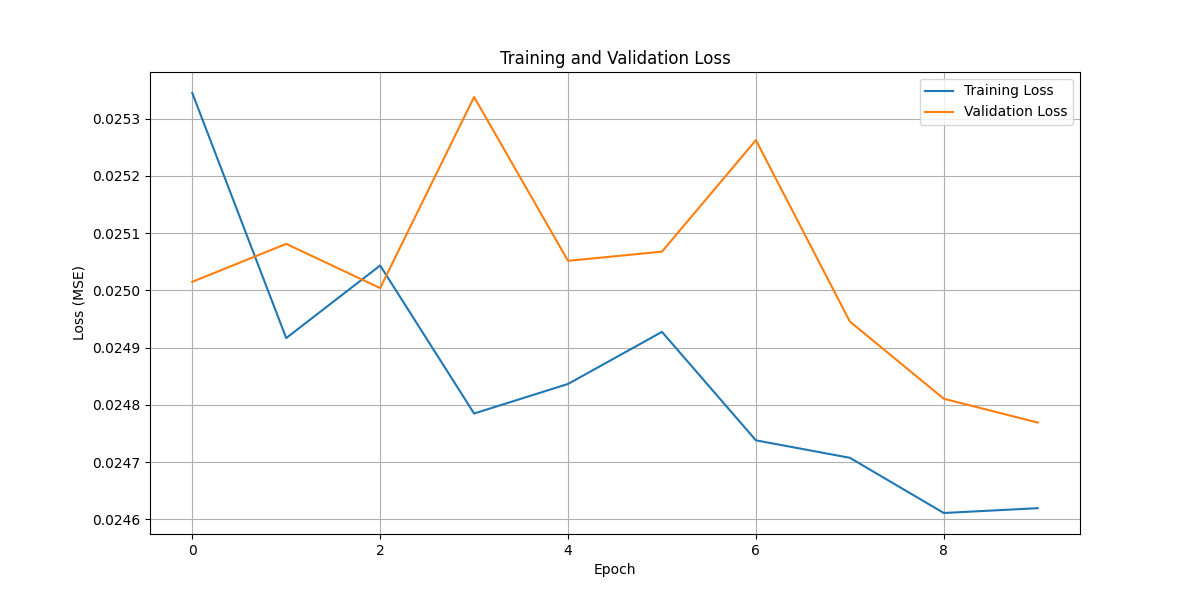 Training and Validation Loss
Training Loss
Validation Loss
Loss (MSE)
0.0253
0.0252
0.0251
0.0250
0.0249
0.0248
0.0247
0.0246
0 2 4 6 8
Epoch